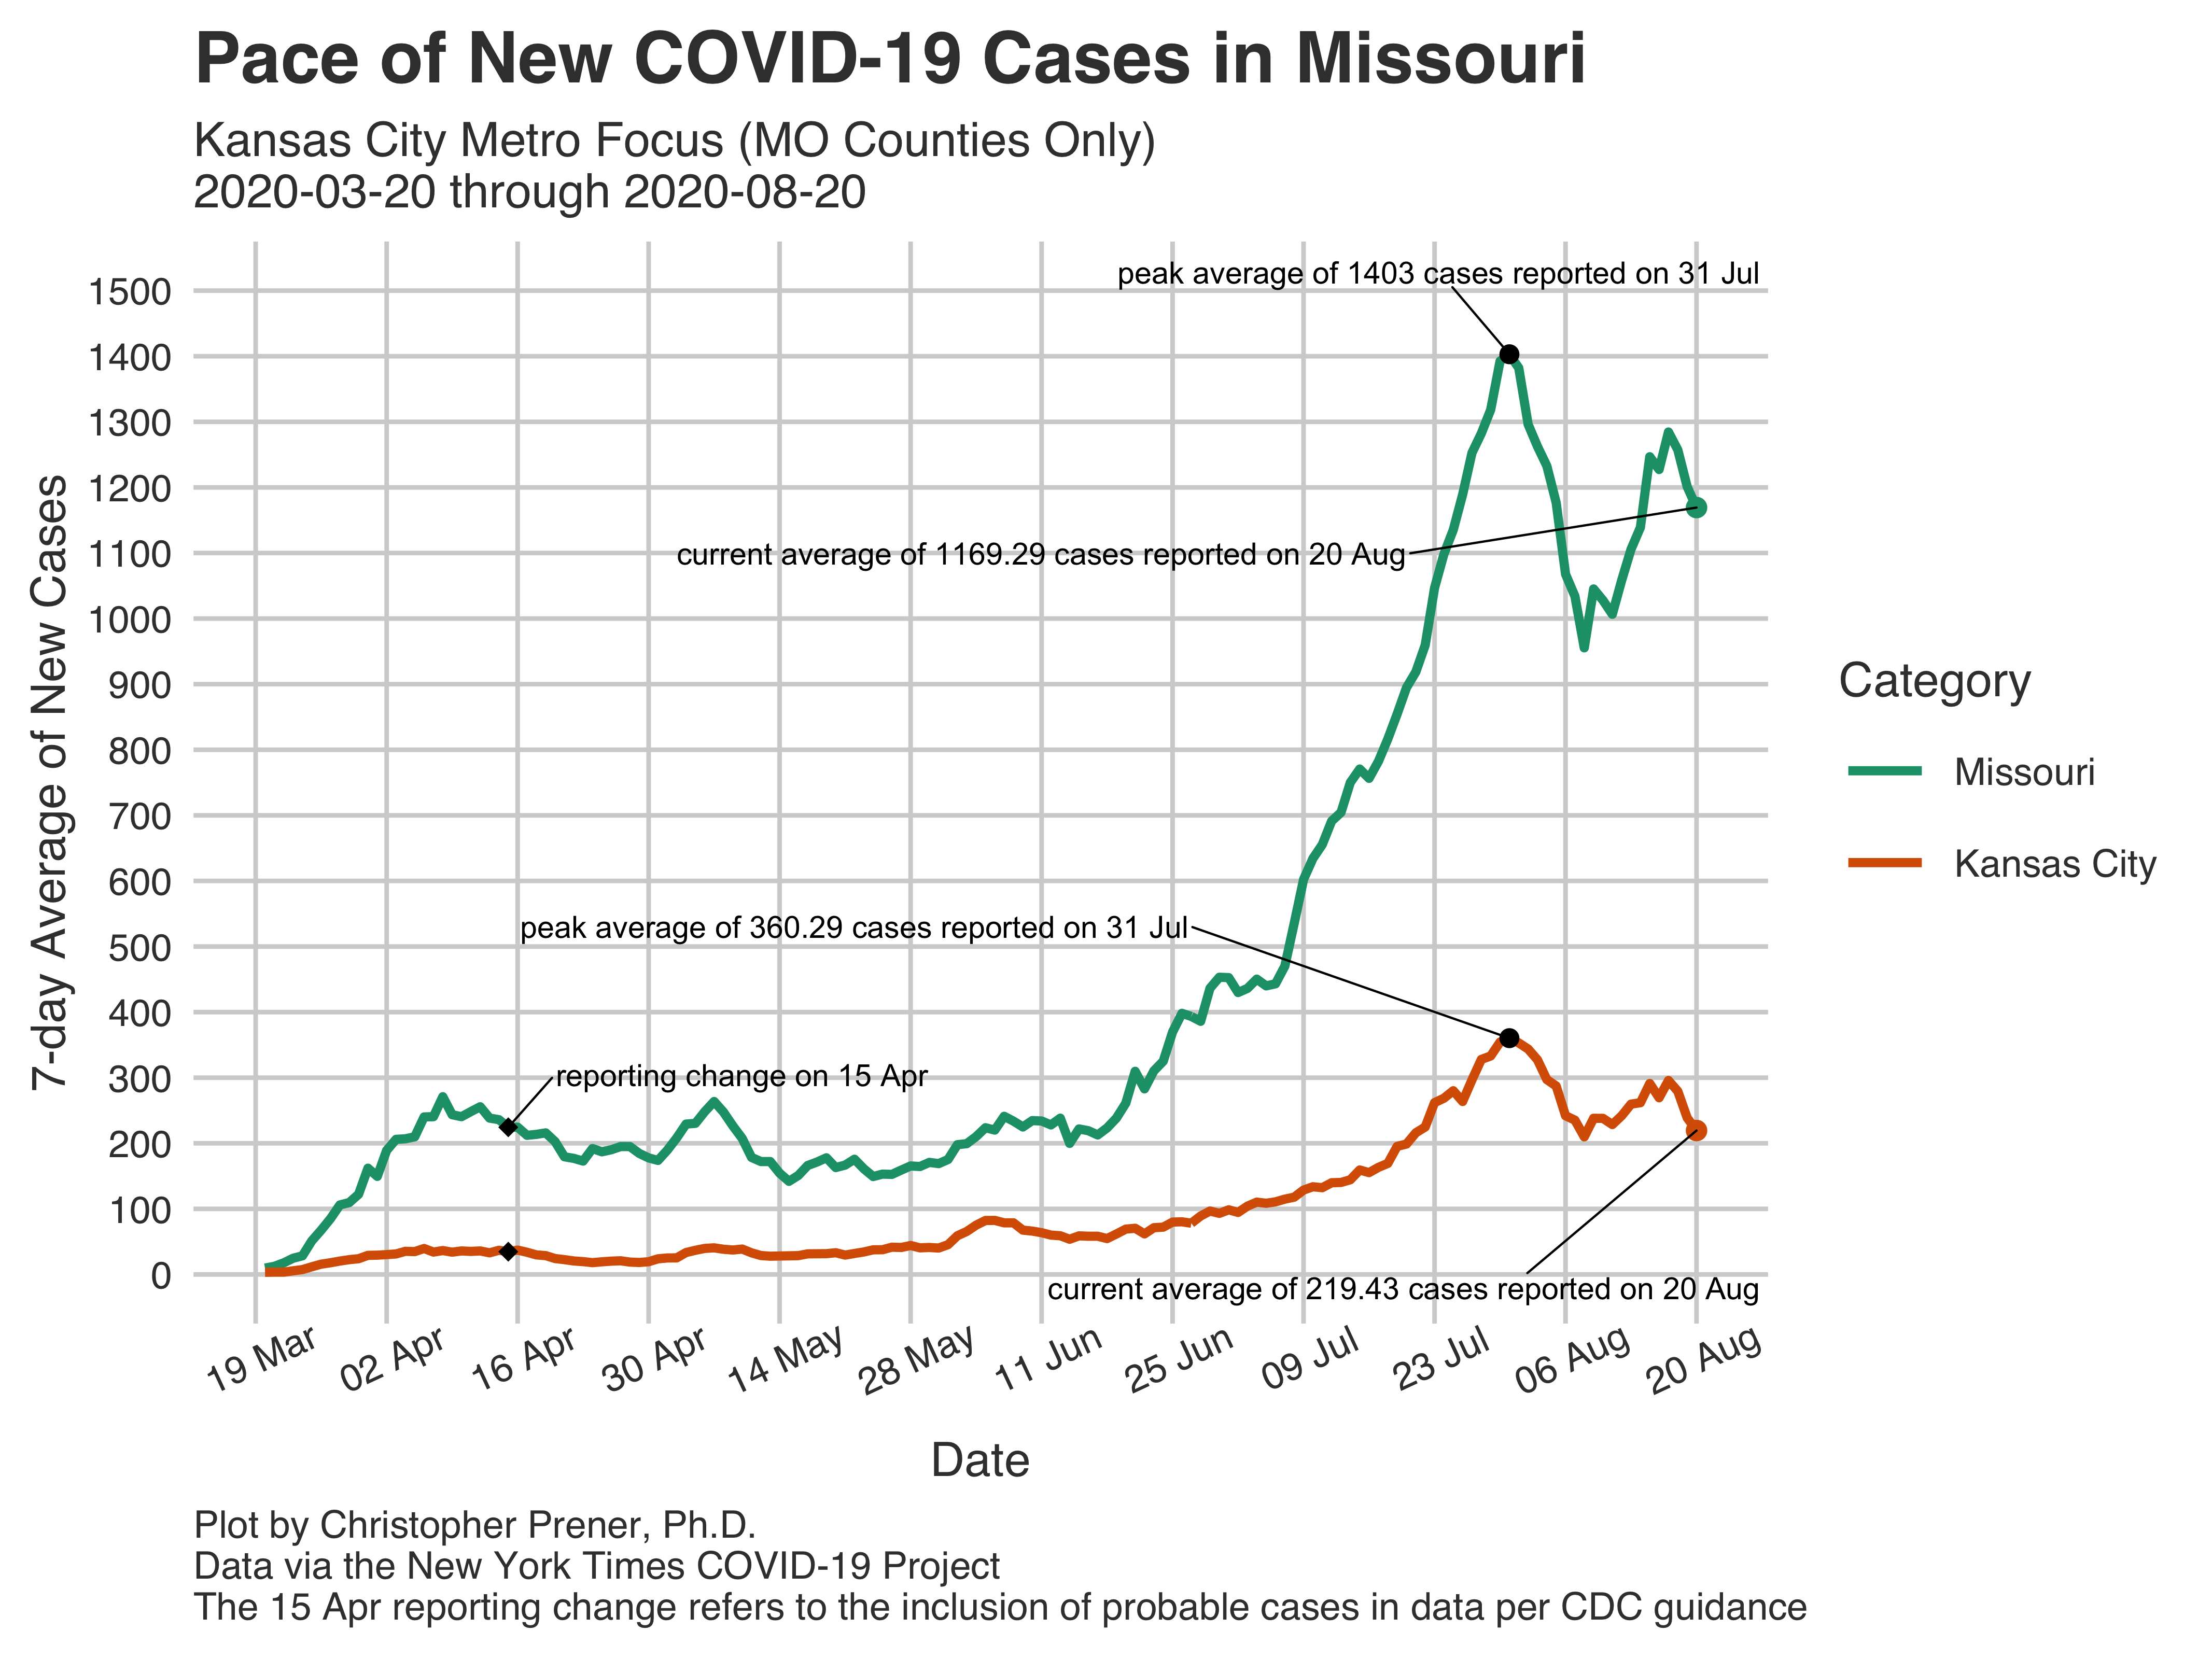 Pace of New COVID-19 Cases in Missouri
Kansas City Metro Focus (MO Counties Only)
2020-03-20 through 2020-08-20
7-day Average of New Cases
1500
1400
1300
1200
1100
1000
900
800
700
600
500
400
300
200
100
0
peak average of 1403 cases reported on 31 Jul
current average of 1169.29 cases reported on 20 Aug
peak average of 360.29 cases reported on 31 Jul
reporting change on 15 Apr
current average of 219.43 cases reported on 20 Aug
19 Mar
02 Apr
16 Apr
30 Apr
14 May
28 May
11 Jun
25 Jun
09 Jul
23 Jul
06 Aug
20 Aug
Date
Category
Missouri
Kansas City
Plot by Christopher Prener, Ph.D.
Data via the New York Times COVID-19 Project
The 15 Apr reporting change refers to the inclusion of probable cases in data per CDC guidance